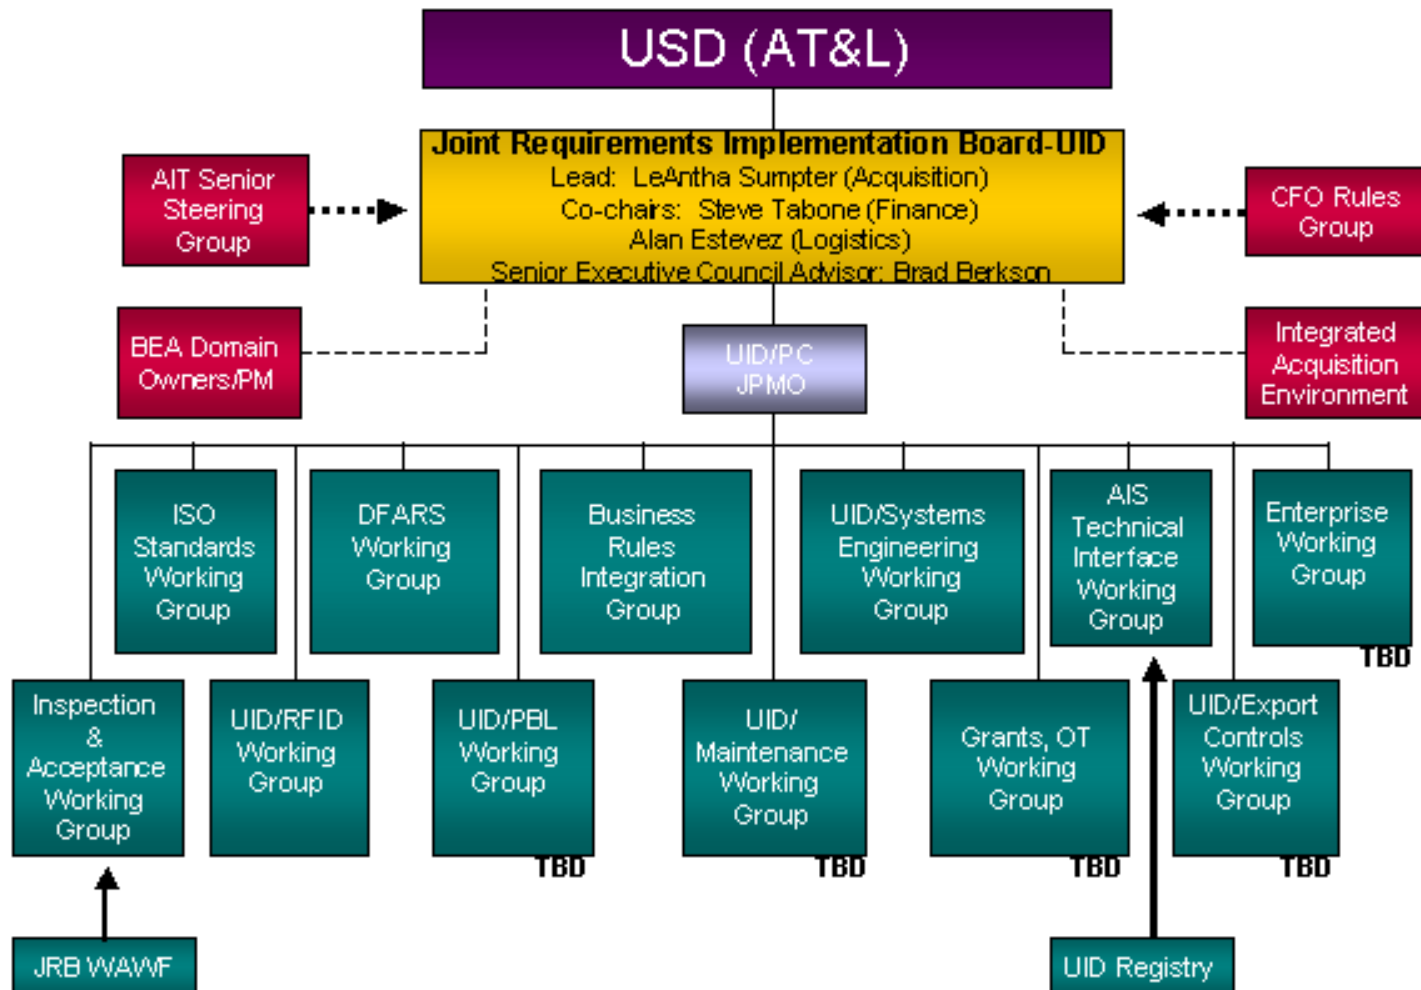 USD (AT&L)
Joint Requirements Implementation Board-UID
Lead: LeAntha Sumpter (Acquisition)
Co-chairs: Steve Tabone (Finance)
Alan Estevez (Logistics)
Senior Executive Council Advisor: Brad Berkson
AIT Senior
Steering
Group
CFO Rules
Group
BEA Domain
Owners/PM
UID/PC
JPMO
Integrated
Acquisition
Environment
ISO
Standards
Working
Group
DFARS
Working
Group
Business
Rules
Integration
Group
UID/Systems
Engineering
Working
Group
AIS
Technical
Interface
Working
Group
Enterprise
Working
Group
TBD
Inspection
&
Acceptance
Working
Group
UID/RFID
Working
Group
UID/PBL
Working
Group
TBD
UID/
Maintenance
Working
Group
TBD
Grants, OT
Working
Group
TBD
UID/Export
Controls
Working
Group
TBD
JRB WAWF
UID Registry